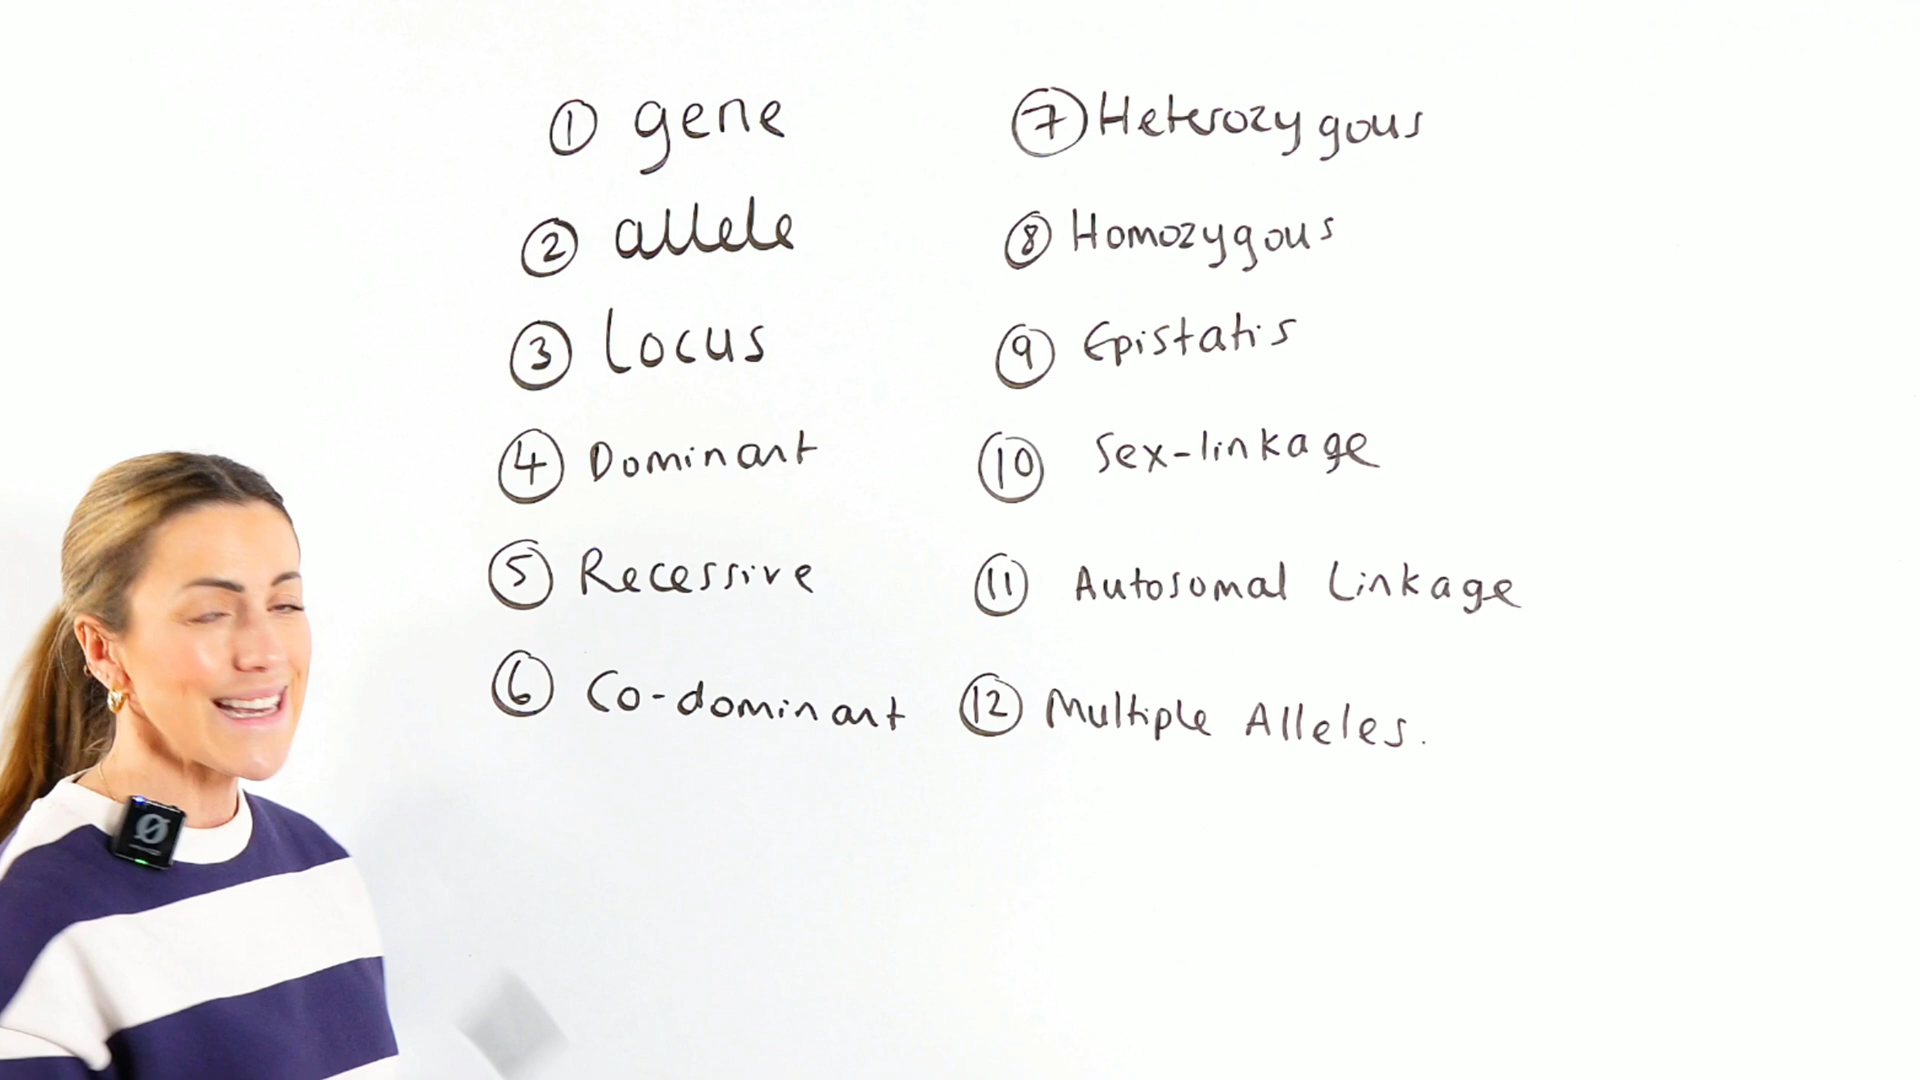 ① gene
② allele
③ Locus
④ Dominant
⑤ Recessive
⑥ Co-dominant
⑦ Heterozygous
⑧ Homozygous
⑨ Epistatis
⑩ Sex-linkage
⑪ Autosomal Linkage
⑫ Multiple Alleles.